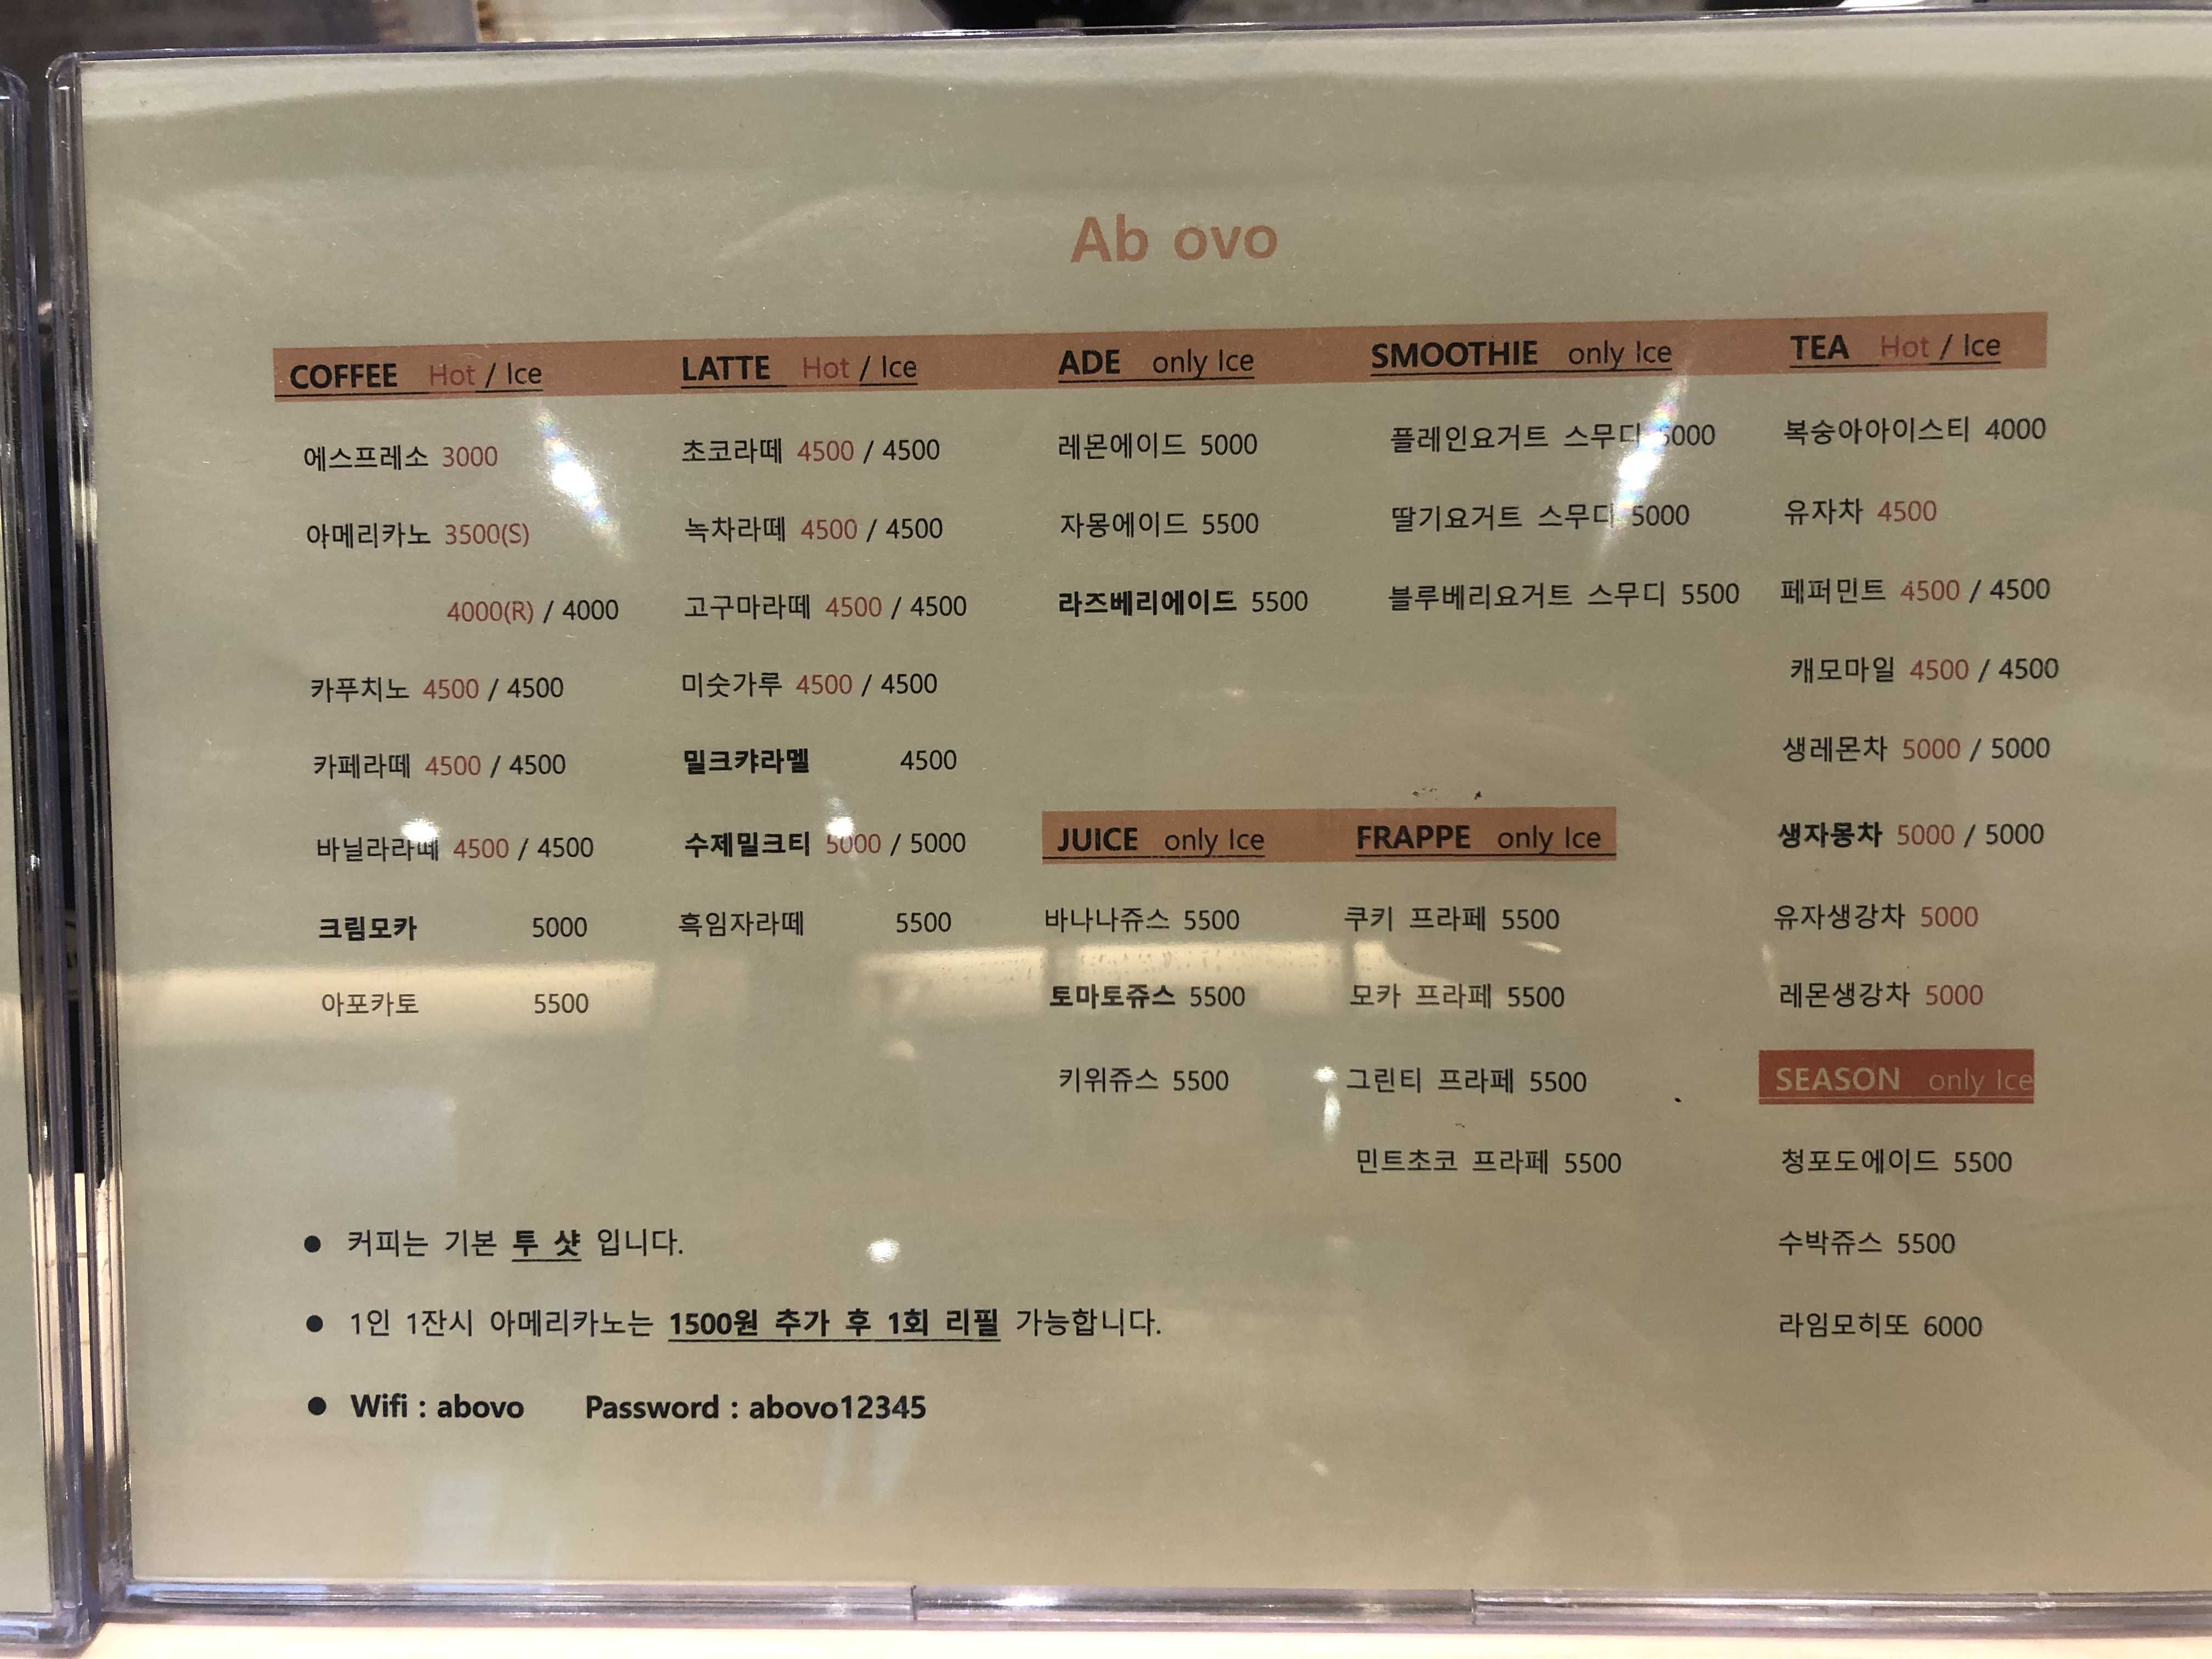 Ab ovo
COFFEE Hot / Ice
에스프레소 3000
아메리카노 3500(S)
4000(R) / 4000
카푸치노 4500 / 4500
카페라떼 4500 / 4500
바닐라라떼 4500 / 4500
크림모카 5000
아포카토 5500
LATTE Hot / Ice
초코라떼 4500 / 4500
녹차라떼 4500 / 4500
고구마라떼 4500 / 4500
미숫가루 4500 / 4500
밀크캬라멜 4500
수제밀크티 5000 / 5000
흑임자라떼 5500
ADE only Ice
레몬에이드 5000
자몽에이드 5500
라즈베리에이드 5500
SMOOTHIE only Ice
플레인요거트 스무디 5000
딸기요거트 스무디 5000
블루베리요거트 스무디 5500
JUICE only Ice
바나나쥬스 5500
토마토쥬스 5500
키위쥬스 5500
FRAPPE only Ice
쿠키 프라페 5500
모카 프라페 5500
그린티 프라페 5500
민트초코 프라페 5500
TEA Hot / Ice
복숭아아이스티 4000
유자차 4500
페퍼민트 4500 / 4500
캐모마일 4500 / 4500
생레몬차 5000 / 5000
생자몽차 5000 / 5000
유자생강차 5000
레몬생강차 5000
SEASON only Ice
청포도에이드 5500
수박쥬스 5500
라임모히또 6000
● 커피는 기본 투 샷 입니다.
● 1인 1잔시 아메리카노는 1500원 추가 후 1회 리필 가능합니다.
● Wifi : abovo Password : abovo12345